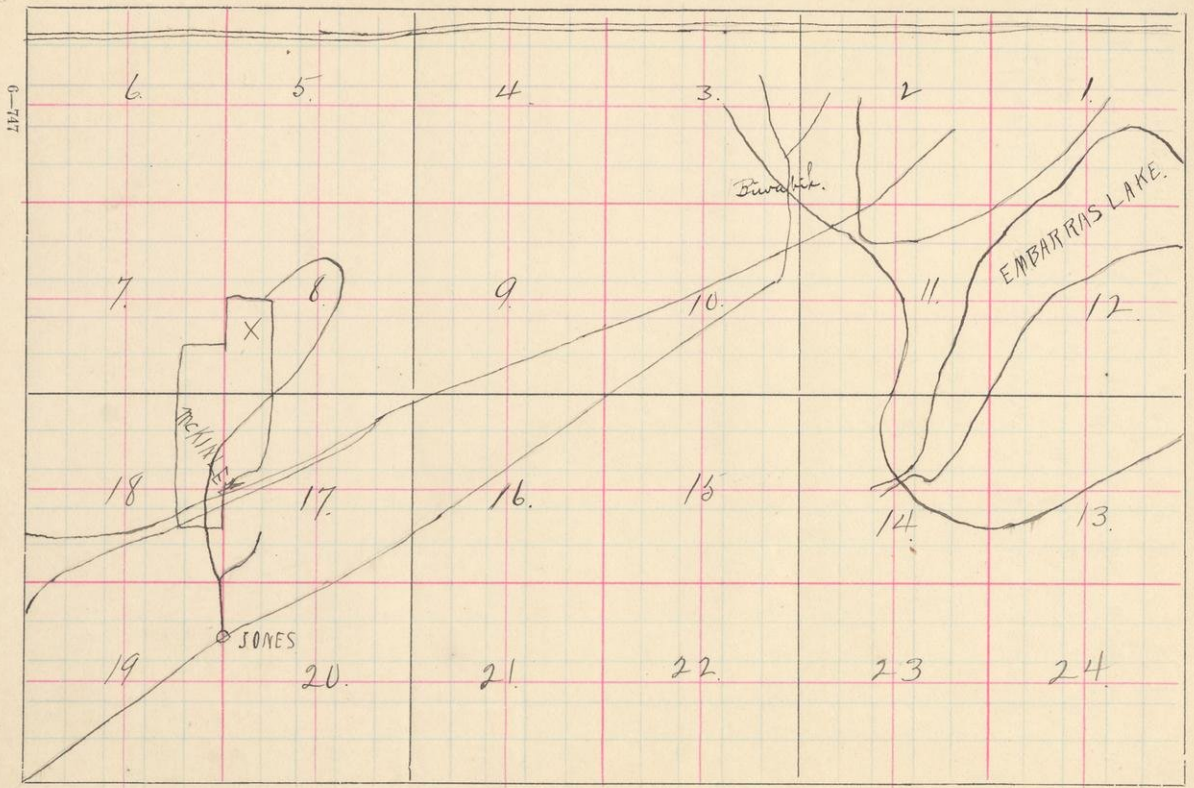 6. 5. 4. 3. 2 1.
6—747
Biwabik.
EMBARRAS LAKE.
7. 8. 9. 10. 11. 12.
X
McKINLEY
18 17. 16. 15 14. 13.
JONES
19 20. 21. 22. 23 24.